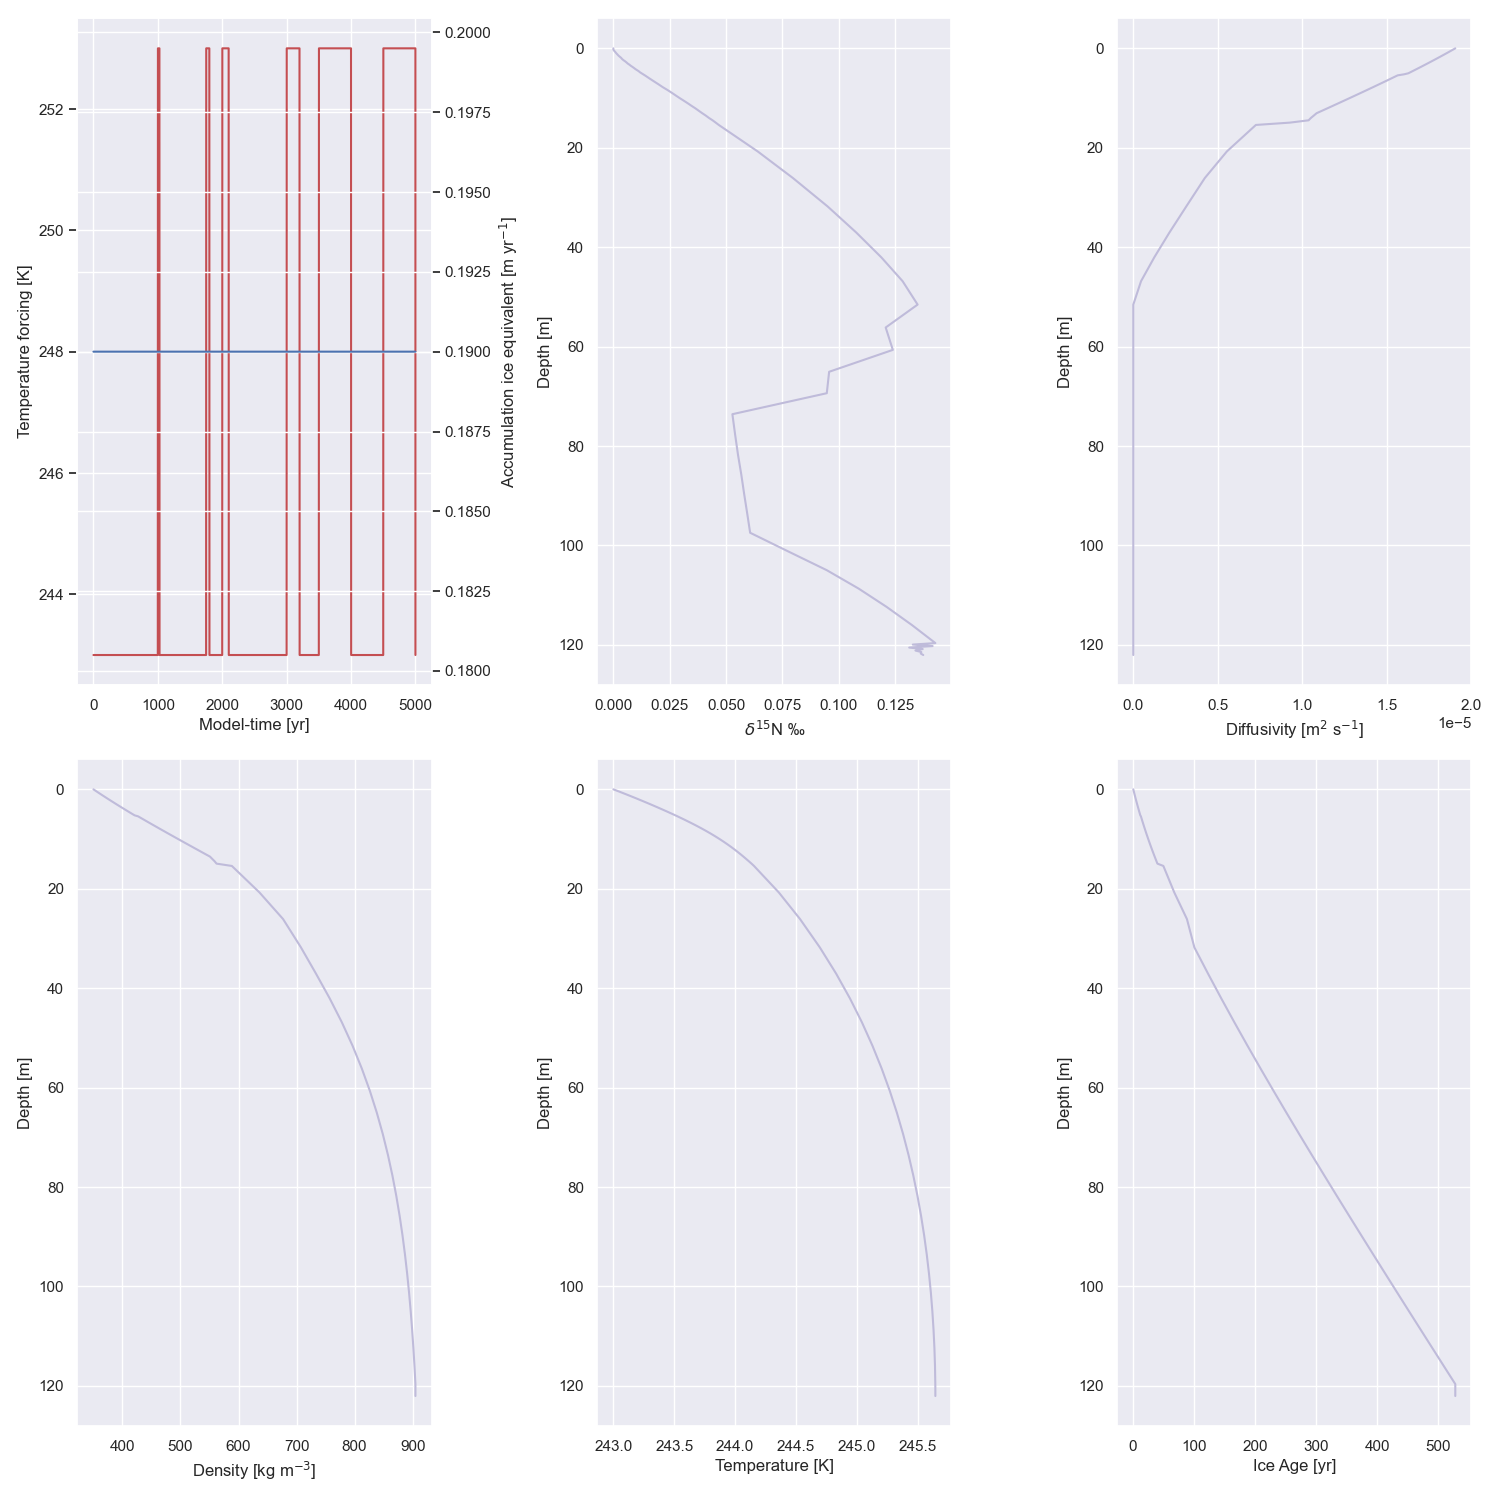 252
250
248
246
244
Temperature forcing [K]
0.2000
0.1975
0.1950
0.1925
0.1900
0.1875
0.1850
0.1825
0.1800
Accumulation ice equivalent [m yr⁻¹]
0 1000 2000 3000 4000 5000
Model-time [yr]
0
20
40
60
80
100
120
Depth [m]
0.000 0.025 0.050 0.075 0.100 0.125
δ¹⁵N ‰
0
20
40
60
80
100
120
Depth [m]
0.0 0.5 1.0 1.5 2.0
1e−5
Diffusivity [m² s⁻¹]
0
20
40
60
80
100
120
Depth [m]
400 500 600 700 800 900
Density [kg m⁻³]
0
20
40
60
80
100
120
Depth [m]
243.0 243.5 244.0 244.5 245.0 245.5
Temperature [K]
0
20
40
60
80
100
120
Depth [m]
0 100 200 300 400 500
Ice Age [yr]